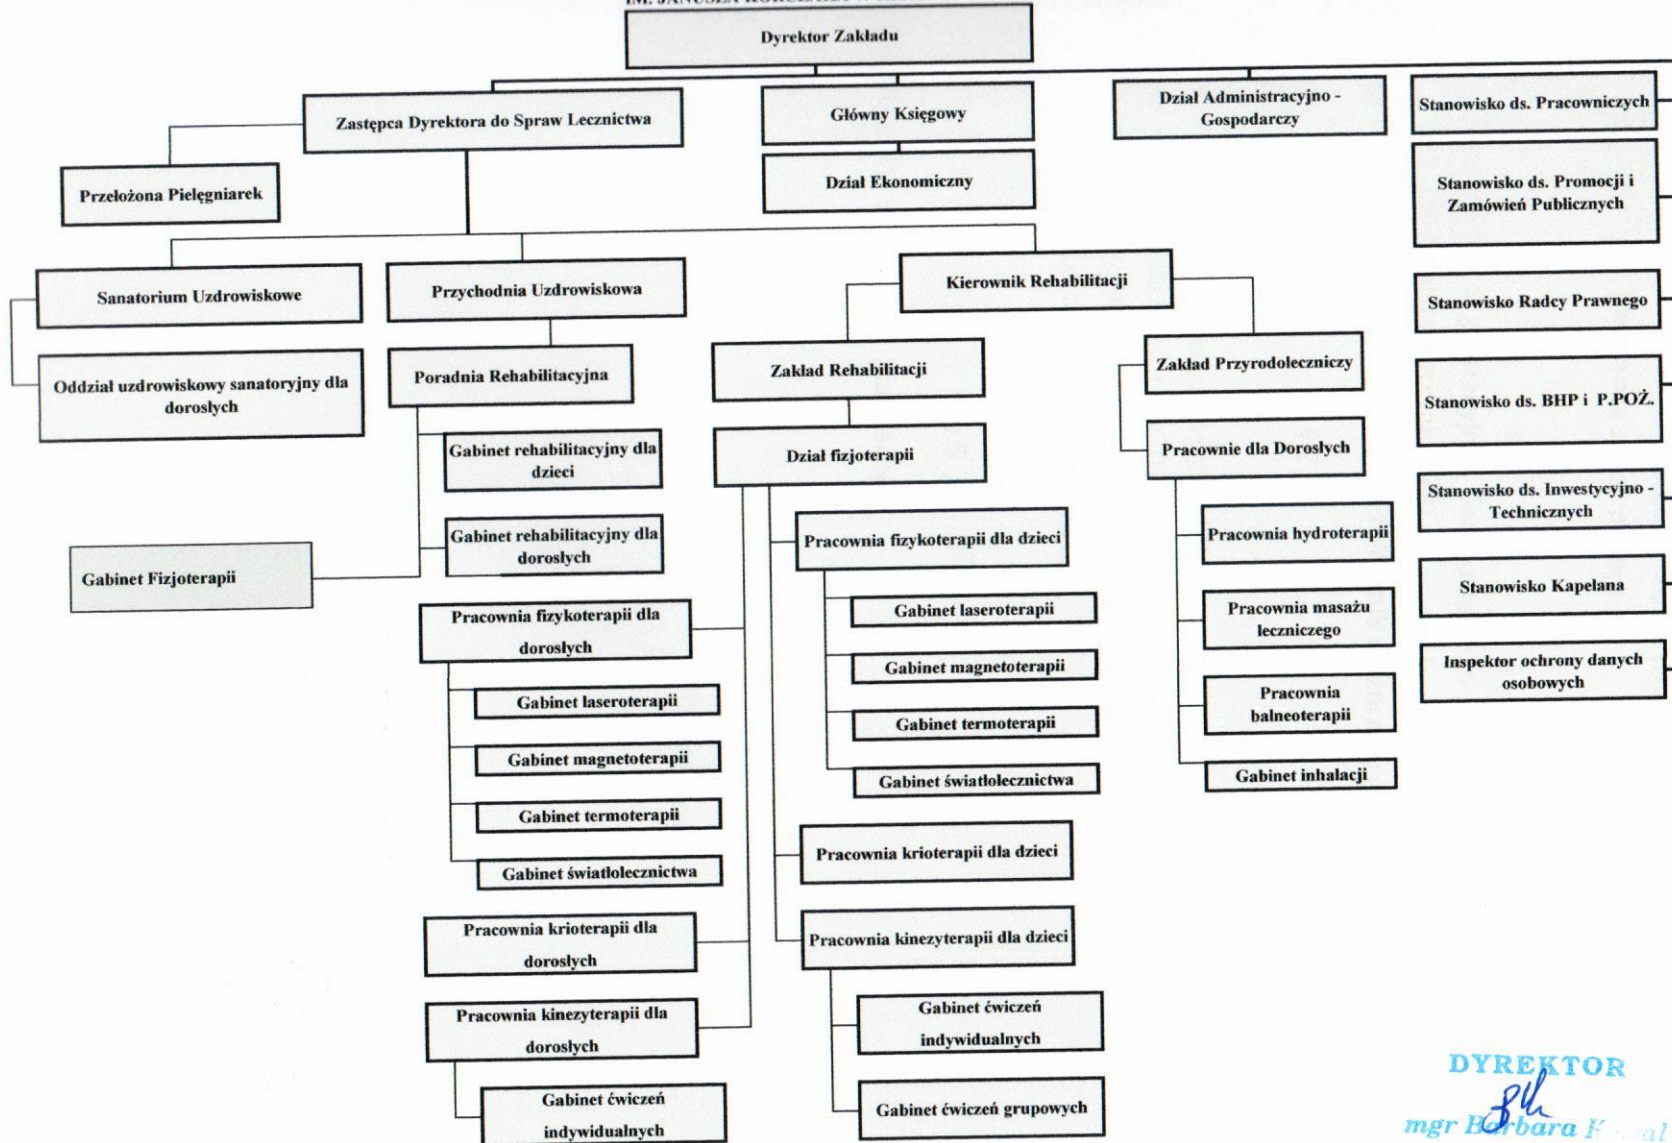 Dyrektor Zakładu
Zastępca Dyrektora do Spraw Lecznictwa
Główny Księgowy
Dział Administracyjno -
Gospodarczy
Stanowisko ds. Pracowniczych
Przełożona Pielęgniarek
Dział Ekonomiczny
Stanowisko ds. Promocji i
Zamówień Publicznych
Sanatorium Uzdrowiskowe
Przychodnia Uzdrowiskowa
Kierownik Rehabilitacji
Stanowisko Radcy Prawnego
Oddział uzdrowiskowy sanatoryjny dla
dorosłych
Poradnia Rehabilitacyjna
Zakład Rehabilitacji
Zakład Przyrodoleczniczy
Stanowisko ds. BHP i P.POŻ.
Gabinet rehabilitacyjny dla
dzieci
Dział fizjoterapii
Pracownie dla Dorosłych
Stanowisko ds. Inwestycyjno -
Technicznych
Gabinet rehabilitacyjny dla
dorosłych
Gabinet Fizjoterapii
Pracownia fizykoterapii dla dzieci
Pracownia hydroterapii
Stanowisko Kapelana
Pracownia fizykoterapii dla
dorosłych
Gabinet laseroterapii
Pracownia masażu
leczniczego
Inspektor ochrony danych
osobowych
Gabinet laseroterapii
Gabinet magnetoterapii
Pracownia
balneoterapii
Gabinet magnetoterapii
Gabinet termoterapii
Gabinet inhalacji
Gabinet termoterapii
Gabinet światłolecznictwa
Gabinet światłolecznictwa
Pracownia krioterapii dla dzieci
Pracownia krioterapii dla
dorosłych
Pracownia kinezyterapii dla dzieci
Pracownia kinezyterapii dla
dorosłych
Gabinet ćwiczeń
indywidualnych
Gabinet ćwiczeń
indywidualnych
Gabinet ćwiczeń grupowych
DYREKTOR
mgr Barbara